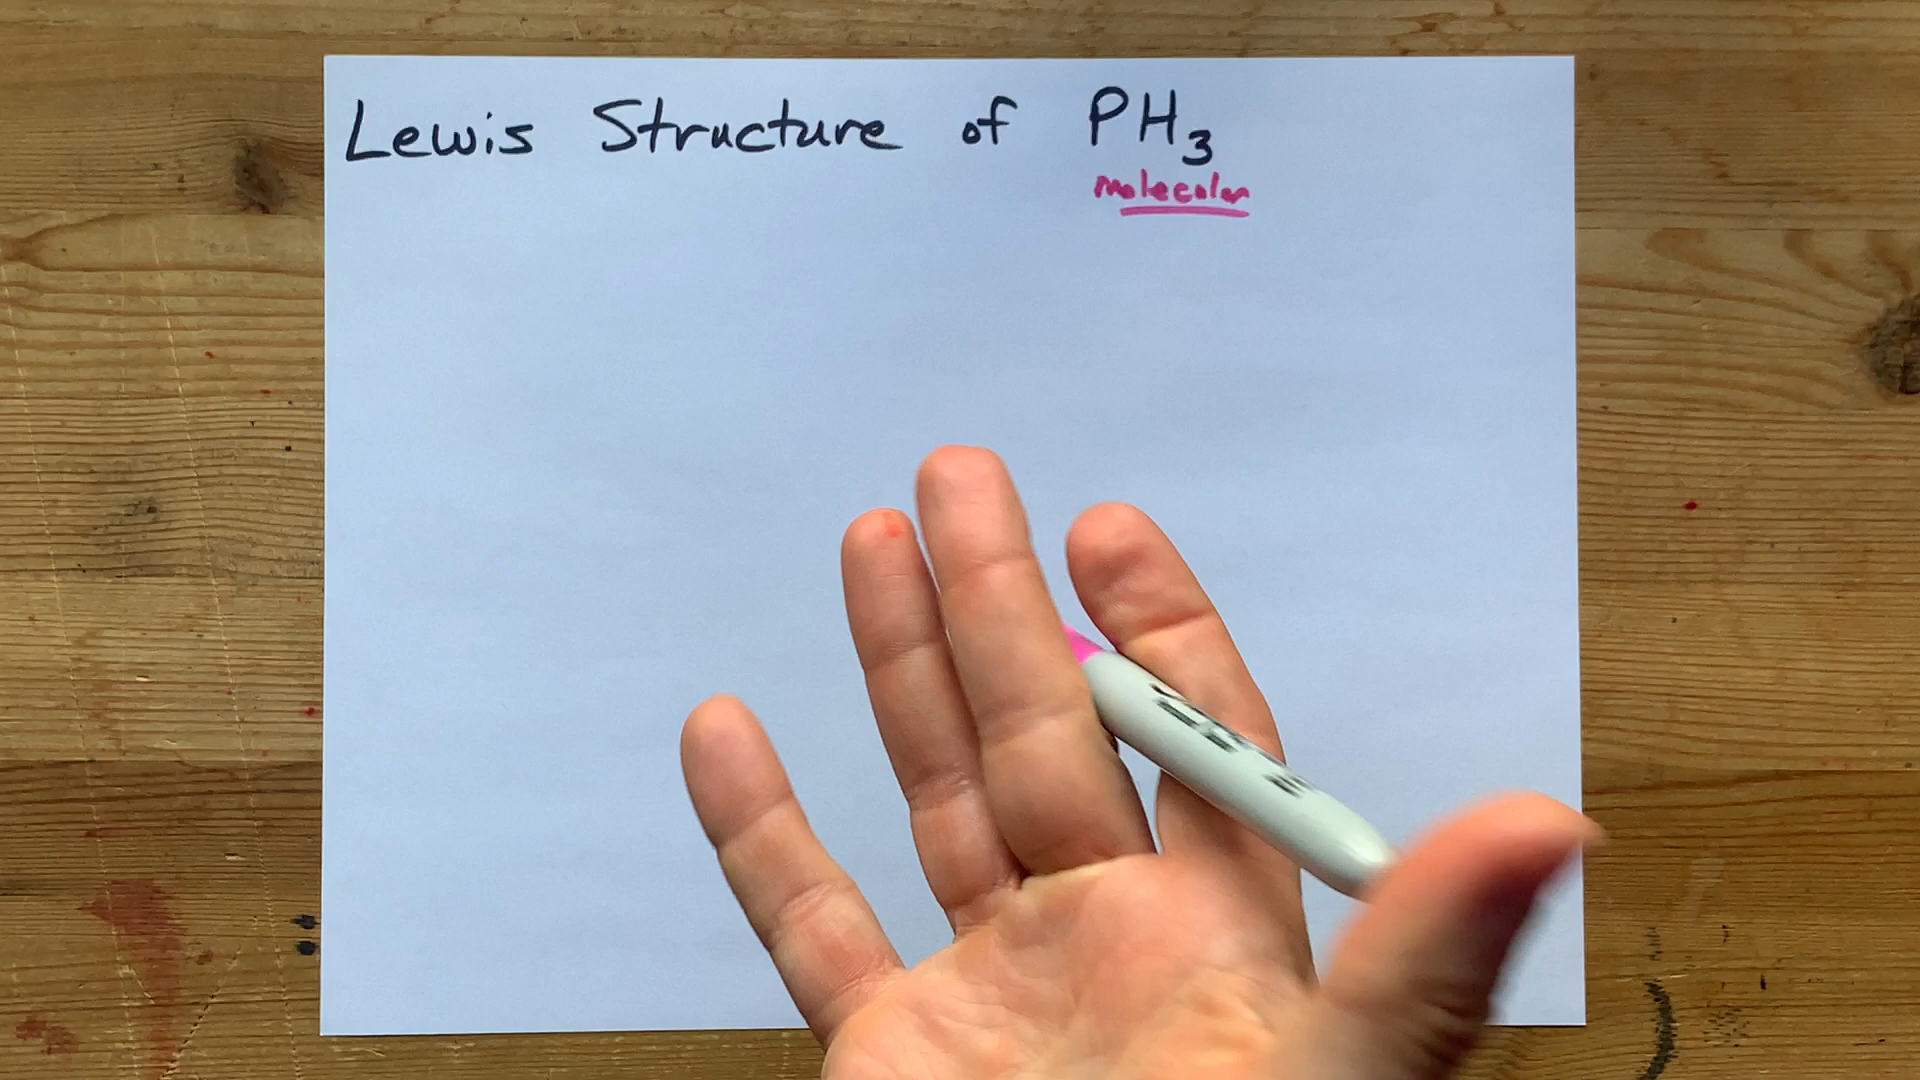 Lewis Structure of PH₃
molecular